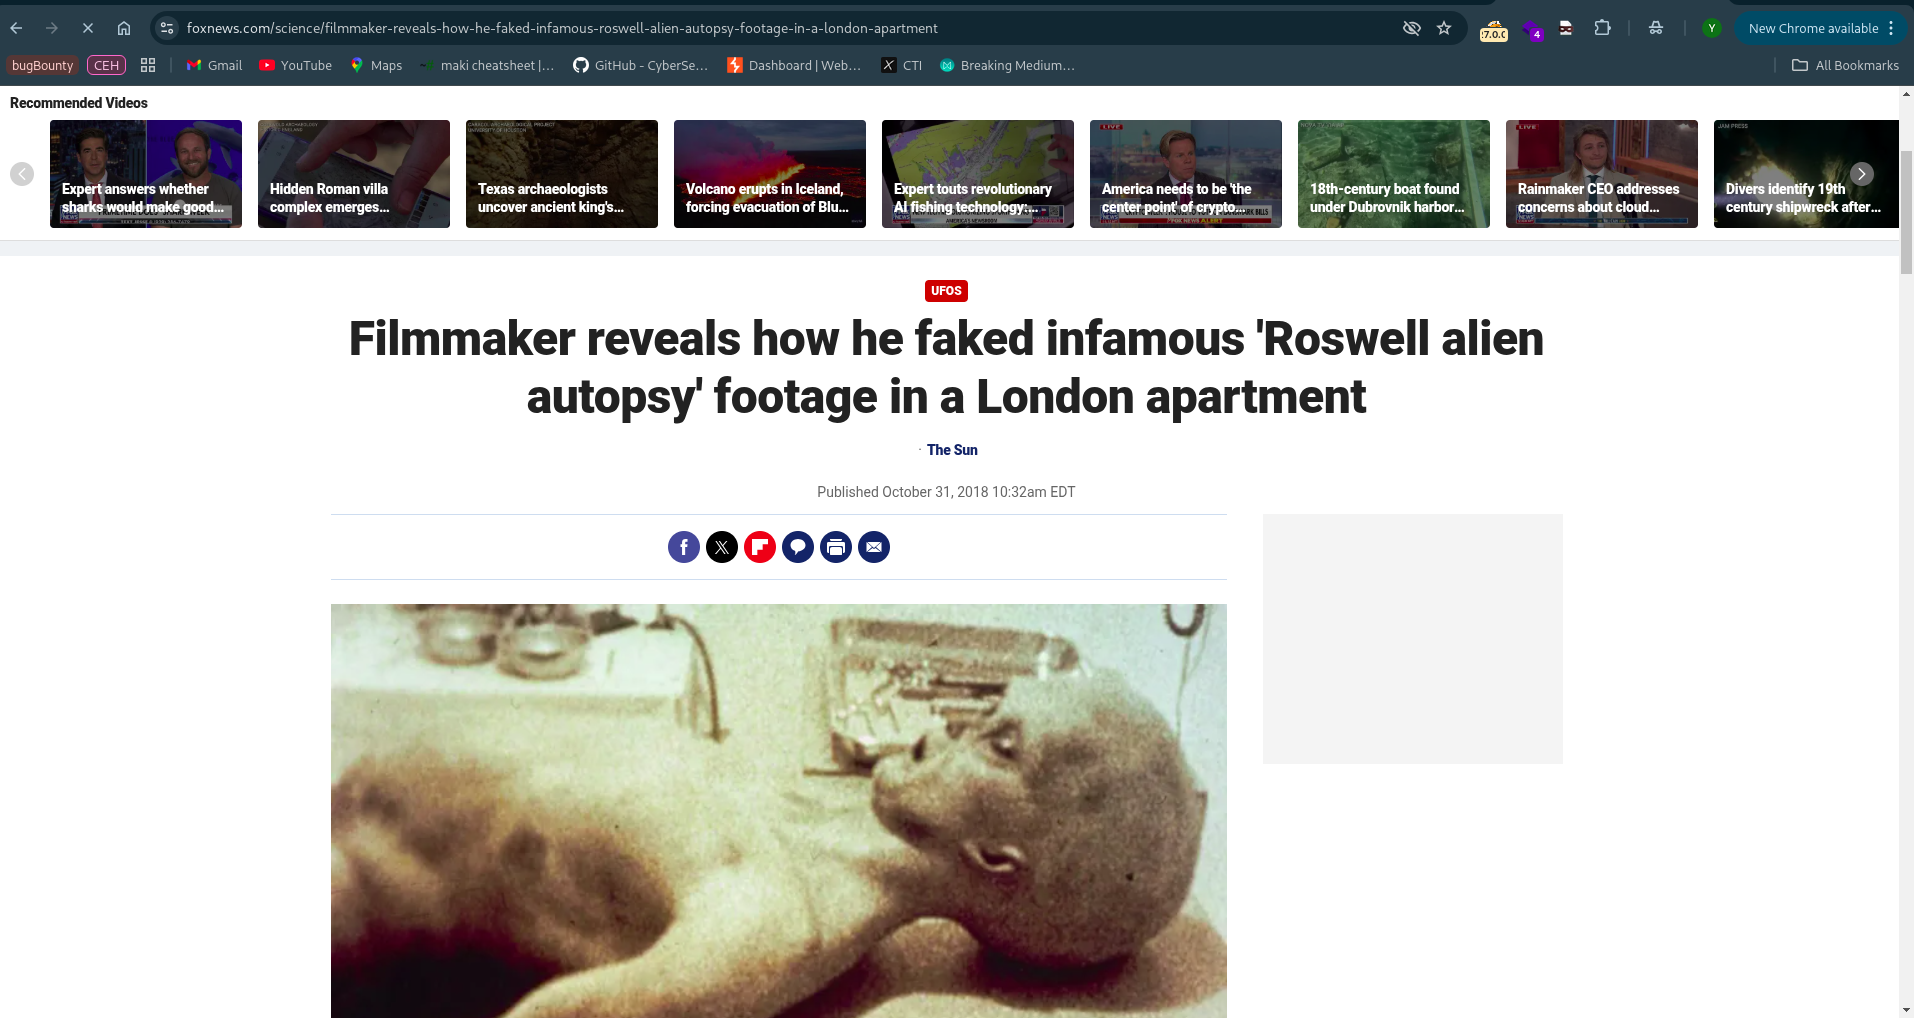 foxnews.com/science/filmmaker-reveals-how-he-faked-infamous-roswell-alien-autopsy-footage-in-a-london-apartment
4
Y
New Chrome available
bugBounty
CEH
Gmail
YouTube
Maps
maki cheatsheet |...
GitHub - CyberSe...
Dashboard | Web...
CTI
Breaking Medium...
All Bookmarks
Recommended Videos
Expert answers whether
sharks would make good...
Hidden Roman villa
complex emerges...
Texas archaeologists
uncover ancient king's...
Volcano erupts in Iceland,
forcing evacuation of Blu...
Expert touts revolutionary
AI fishing technology:...
LIVE
America needs to be 'the
center point' of crypto...
18th-century boat found
under Dubrovnik harbor...
LIVE
Rainmaker CEO addresses
concerns about cloud...
JAM PRESS
Divers identify 19th
century shipwreck after...
UFOS
Filmmaker reveals how he faked infamous 'Roswell alien
autopsy' footage in a London apartment
· The Sun
Published October 31, 2018 10:32am EDT